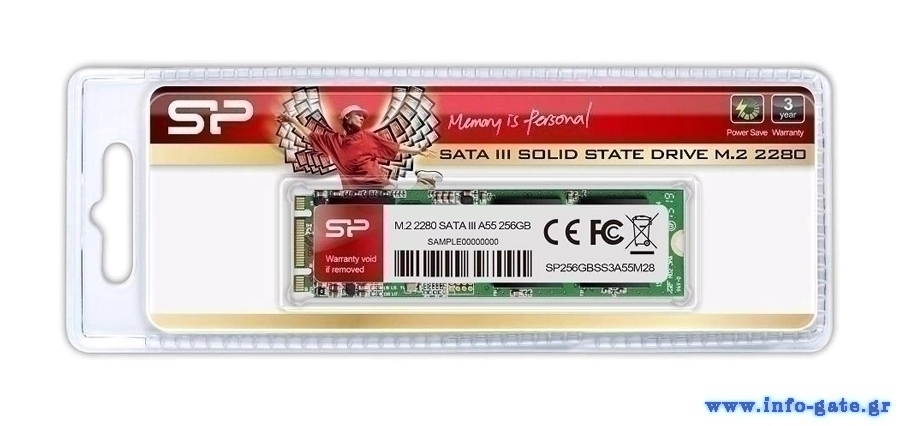 SP
Memory is Personal
3
year
Power Save Warranty
SATA III SOLID STATE DRIVE M.2 2280
SP
M.2 2280 SATA III A55 256GB
SAMPLE00000000
Warranty void
if removed
CE FC
SP256GBSS3A55M28
www.info-gate.gr